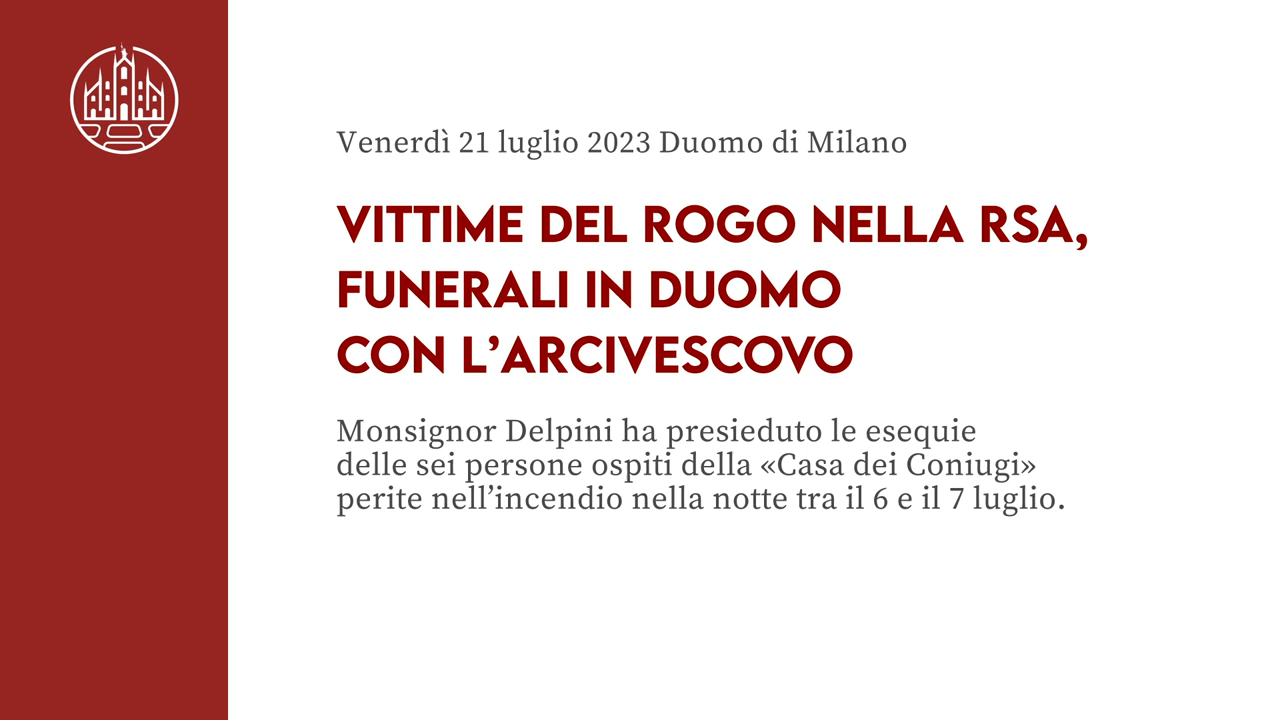 Venerdì 21 luglio 2023 Duomo di Milano
VITTIME DEL ROGO NELLA RSA,
FUNERALI IN DUOMO
CON L’ARCIVESCOVO
Monsignor Delpini ha presieduto le esequie
delle sei persone ospiti della «Casa dei Coniugi»
perite nell’incendio nella notte tra il 6 e il 7 luglio.